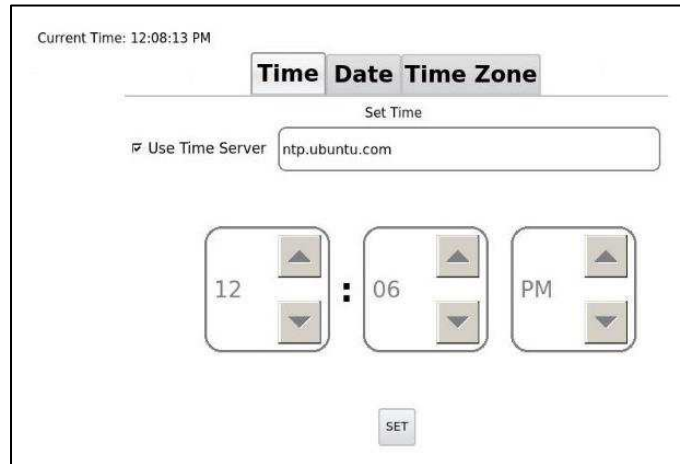 Current Time: 12:08:13 PM
Time Date Time Zone
Set Time
Use Time Server ntp.ubuntu.com
12 : 06 PM
SET